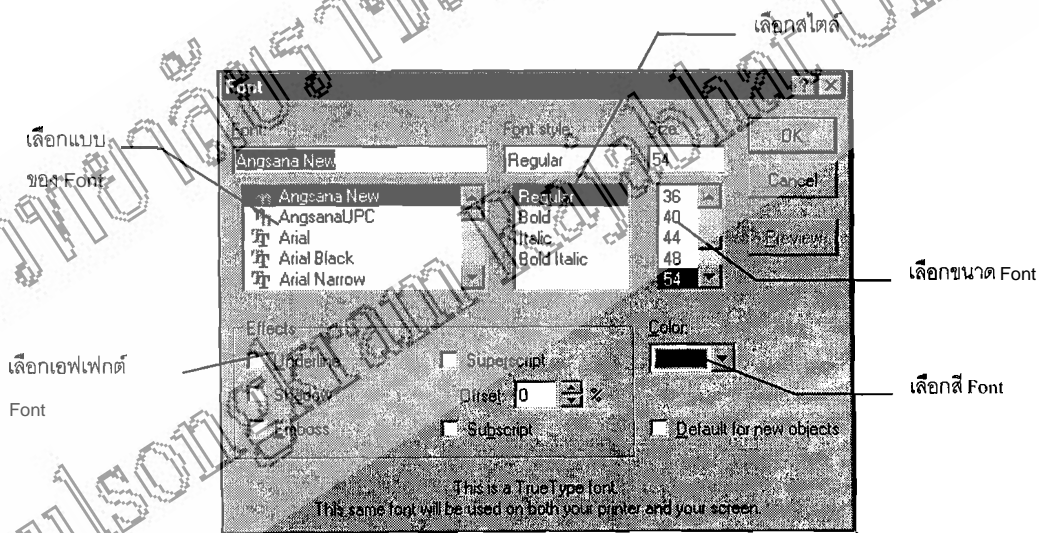 เลือกสไตล์
Font
เลือกแบบ
ของ Font
Font: Font style: Size:
Angsana New Regular 54
OK
Cancel
Preview
Angsana New
AngsanaUPC
Arial
Arial Black
Arial Narrow
Regular
Bold
Italic
Bold Italic
36
40
44
48
54
เลือกขนาด Font
เลือกเอฟเฟกต์
Font
Effects
Underline
Shadow
Emboss
Superscript
Offset: 0 %
Subscript
Color:
เลือกสี Font
Default for new objects
This is a TrueType font.
This same font will be used on both your printer and your screen.
ulsongkram Rajabhat Un